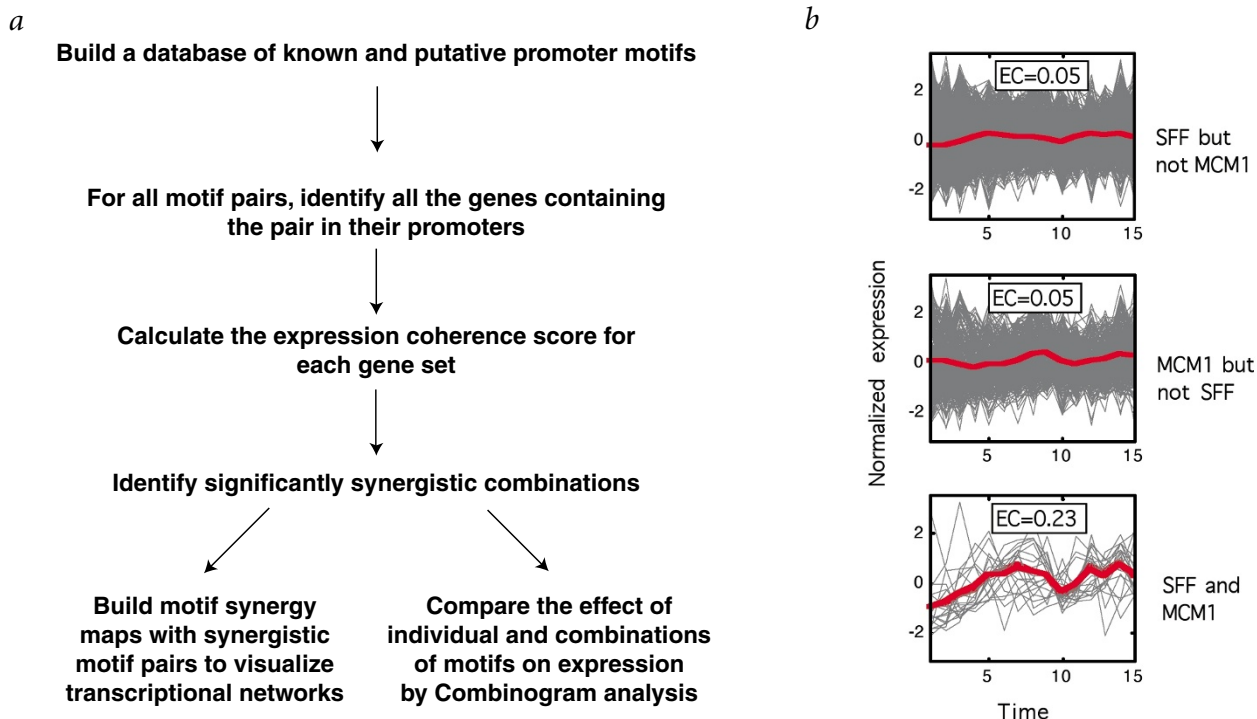 a
Build a database of known and putative promoter motifs
For all motif pairs, identify all the genes containing
the pair in their promoters
Calculate the expression coherence score for
each gene set
Identify significantly synergistic combinations
Build motif synergy
maps with synergistic
motif pairs to visualize
transcriptional networks
Compare the effect of
individual and combinations
of motifs on expression
by Combinogram analysis
b
Normalized expression
EC=0.05
2
0
-2
5 10 15
SFF but
not MCM1
EC=0.05
2
0
-2
5 10 15
MCM1 but
not SFF
EC=0.23
2
0
-2
5 10 15
SFF and
MCM1
Time